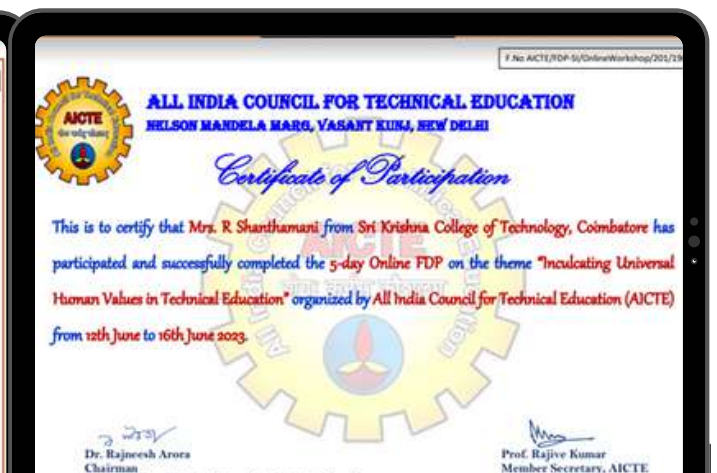 F.No AICTE/FDP-SI/OnlineWorkshop/201/19
AICTE
ALL INDIA COUNCIL FOR TECHNICAL EDUCATION
NELSON MANDELA MARG, VASANT KUNJ, NEW DELHI
Certificate of Participation
This is to certify that Mrs. R Shanthamani from Sri Krishna College of Technology, Coimbatore has
participated and successfully completed the 5-day Online FDP on the theme "Inculcating Universal
Human Values in Technical Education" organized by All India Council for Technical Education (AICTE)
from 12th June to 16th June 2023.
Dr. Rajneesh Arora
Chairman
Prof. Rajive Kumar
Member Secretary, AICTE